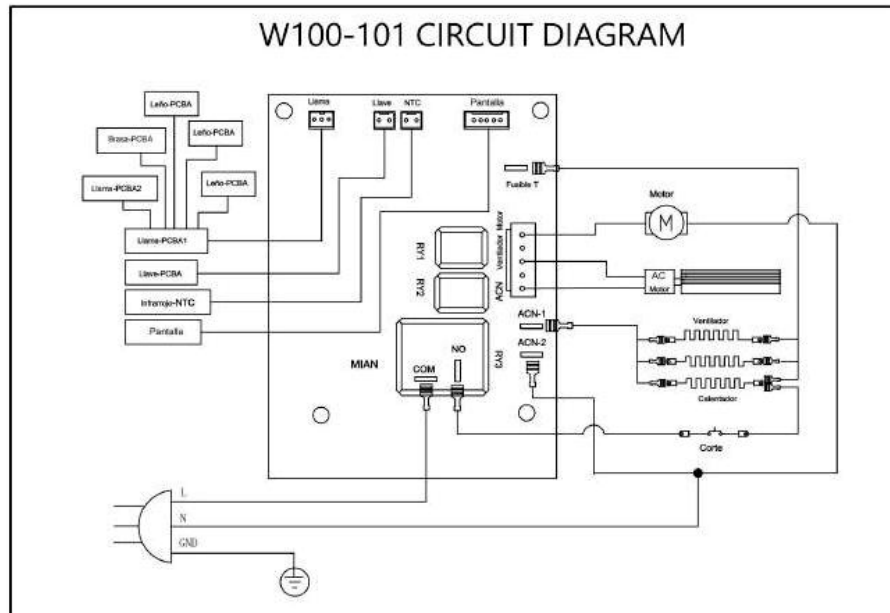 W100-101 CIRCUIT DIAGRAM
Leño-PCBA
Brasa-PCBA
Leño-PCBA
Llama-PCBA2
Leño-PCBA
Llama-PCBA1
Llave-PCBA
Infrarrojo-NTC
Pantalla
Llama
Llave
NTC
Pantalla
Fusible T
Motor
Ventilador
ACN
RY1
RY2
RY3
ACN-1
ACN-2
MIAN
COM
NO
Motor
M
AC
Motor
Ventilador
Calentador
Corte
L
N
GND